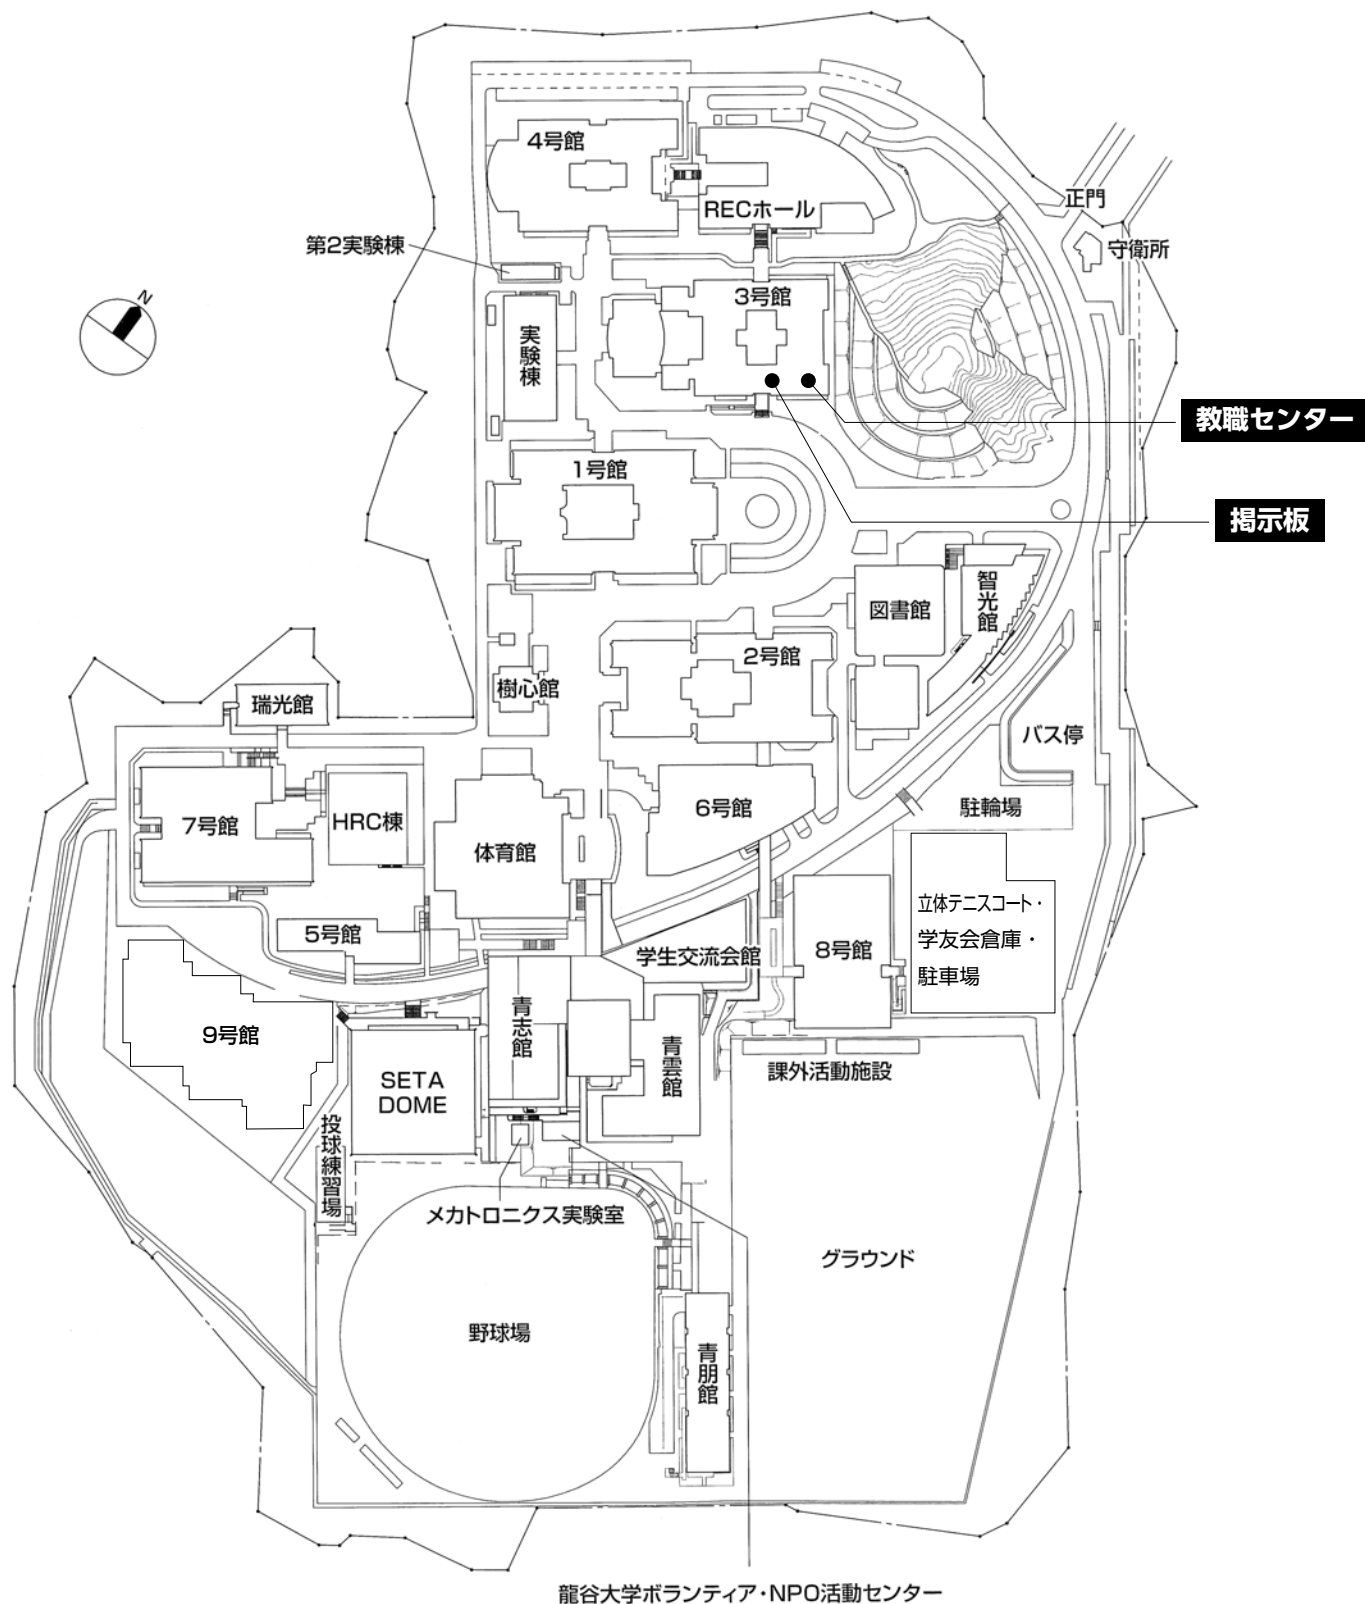 4号館
RECホール
正門
第2実験棟
守衛所
N
3号館
実験棟
教職センター
1号館
掲示板
智光館
図書館
2号館
樹心館
瑞光館
バス停
6号館
駐輪場
7号館
HRC棟
体育館
立体テニスコート・
学友会倉庫・
駐車場
5号館
学生交流会館
8号館
青志館
9号館
青雲館
課外活動施設
SETA
DOME
投球練習場
メカトロニクス実験室
グラウンド
野球場
青朋館
龍谷大学ボランティア・NPO活動センター